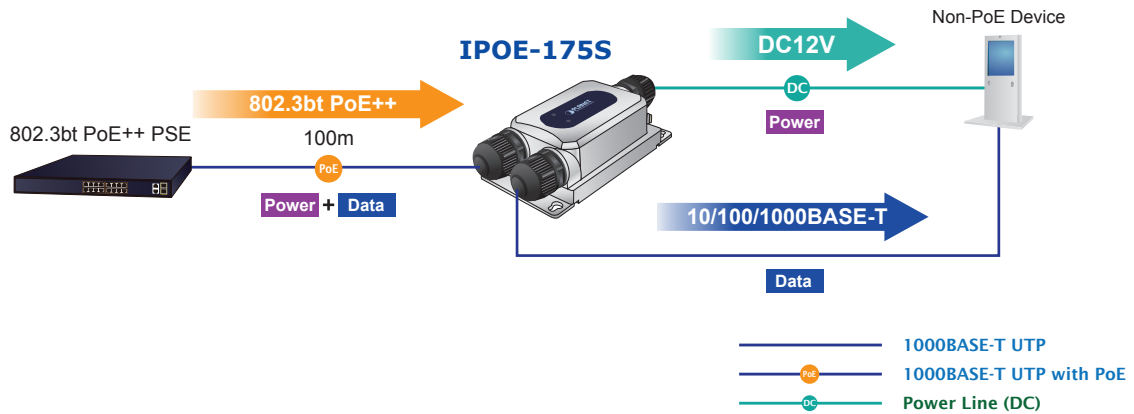 Non-PoE Device
DC12V
IPOE-175S
DC
802.3bt PoE++
Power
802.3bt PoE++ PSE
100m
PoE
Power + Data
PLANET
10/100/1000BASE-T
Data
1000BASE-T UTP
PoE
1000BASE-T UTP with PoE
DC
Power Line (DC)